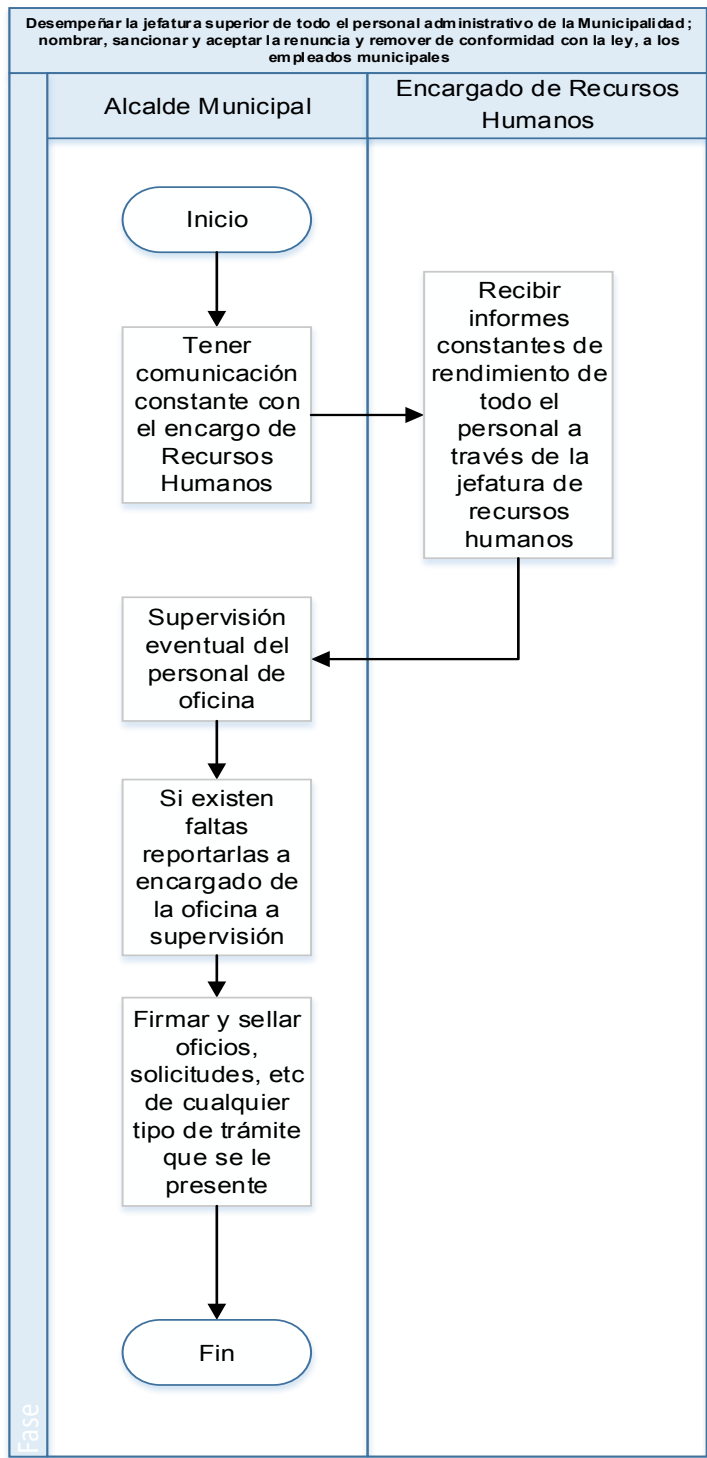 Desempeñar la jefatura superior de todo el personal administrativo de la Municipalidad;
nombrar, sancionar y aceptar la renuncia y remover de conformidad con la ley, a los
empleados municipales
Alcalde Municipal
Encargado de Recursos
Humanos
Inicio
Tener
comunicación
constante con
el encargo de
Recursos
Humanos
Recibir
informes
constantes de
rendimiento de
todo el
personal a
través de la
jefatura de
recursos
humanos
Supervisión
eventual del
personal de
oficina
Si existen
faltas
reportarlas a
encargado de
la oficina a
supervisión
Firmar y sellar
oficios,
solicitudes, etc
de cualquier
tipo de trámite
que se le
presente
Fin
Fase